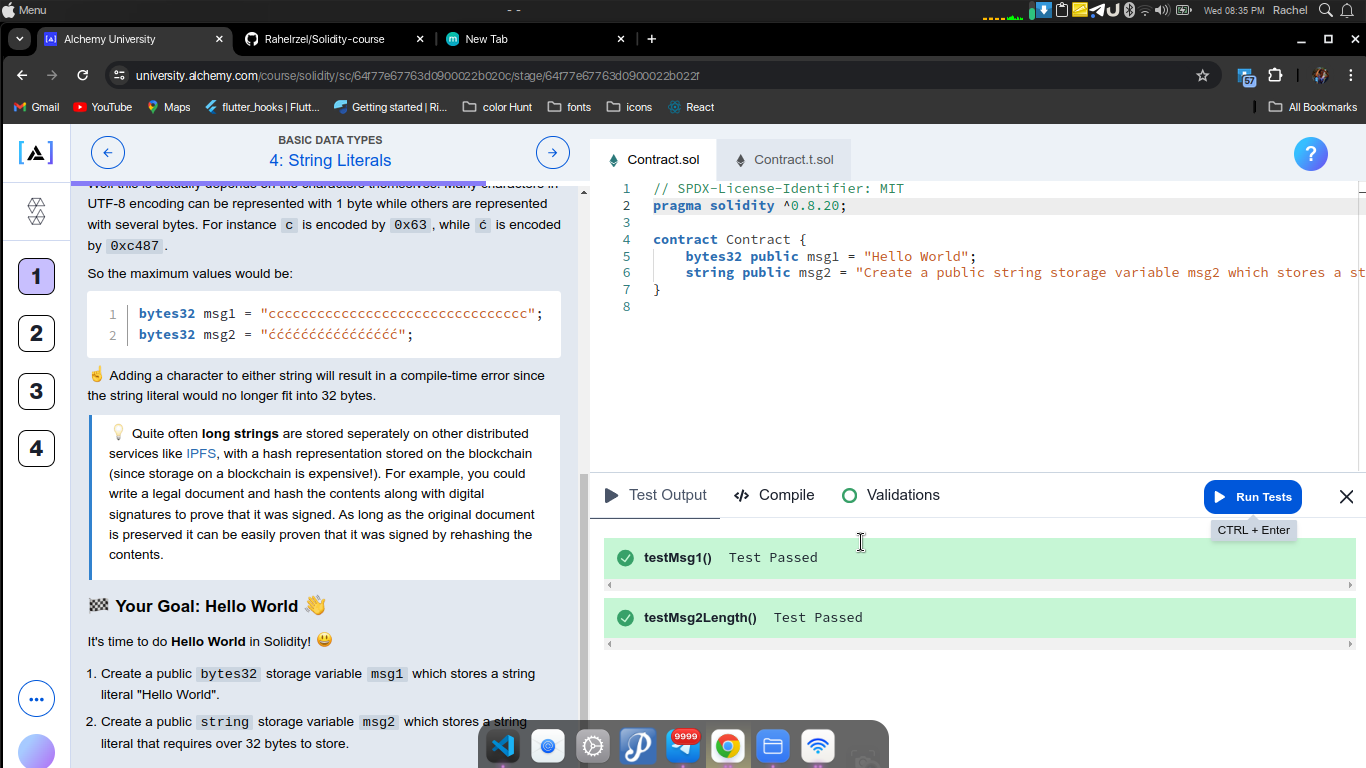 Menu
- -
Wed 08:35 PM
Rachel
Alchemy University
Rahelrzel/Solidity-course
New Tab
university.alchemy.com/course/solidity/sc/64f77e67763d0900022b020c/stage/64f77e67763d0900022b022f
57
Gmail
YouTube
Maps
flutter_hooks | Flutt...
Getting started | Ri...
color Hunt
fonts
icons
React
All Bookmarks
BASIC DATA TYPES
4: String Literals
1
2
3
4
Well this is actually depends on the characters themselves. Many characters in
UTF-8 encoding can be represented with 1 byte while others are represented
with several bytes. For instance c is encoded by 0x63, while ć is encoded
by 0xc487.
So the maximum values would be:
1 bytes32 msg1 = "cccccccccccccccccccccccccccccccc";
2 bytes32 msg2 = "ćććććććććććććććć";
☝ Adding a character to either string will result in a compile-time error since
the string literal would no longer fit into 32 bytes.
💡 Quite often long strings are stored seperately on other distributed
services like IPFS, with a hash representation stored on the blockchain
(since storage on a blockchain is expensive!). For example, you could
write a legal document and hash the contents along with digital
signatures to prove that it was signed. As long as the original document
is preserved it can be easily proven that it was signed by rehashing the
contents.
🏁 Your Goal: Hello World 👋
It's time to do Hello World in Solidity! 😃
1. Create a public bytes32 storage variable msg1 which stores a string
literal "Hello World".
2. Create a public string storage variable msg2 which stores a string
literal that requires over 32 bytes to store.
Contract.sol
Contract.t.sol
?
1 // SPDX-License-Identifier: MIT
2 pragma solidity ^0.8.20;
3
4 contract Contract {
5 bytes32 public msg1 = "Hello World";
6 string public msg2 = "Create a public string storage variable msg2 which stores a st
7 }
8
Test Output
Compile
Validations
Run Tests
CTRL + Enter
testMsg1() Test Passed
testMsg2Length() Test Passed
9999